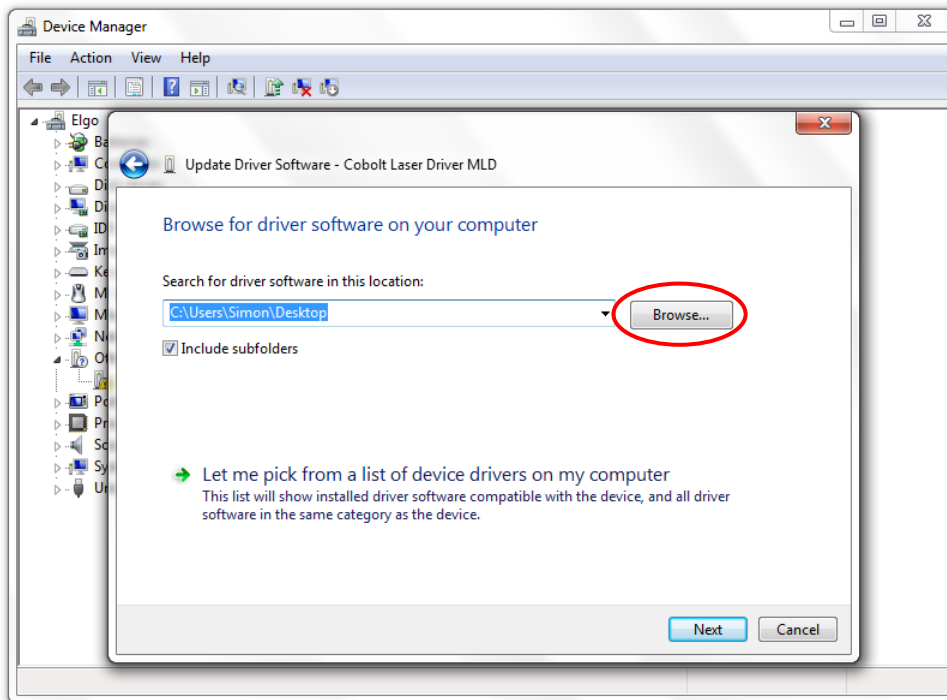 Device Manager
File Action View Help
Elgo
Update Driver Software - Cobolt Laser Driver MLD
Browse for driver software on your computer
Search for driver software in this location:
C:\Users\Simon\Desktop
Browse...
Include subfolders
Let me pick from a list of device drivers on my computer
This list will show installed driver software compatible with the device, and all driver
software in the same category as the device.
Next Cancel